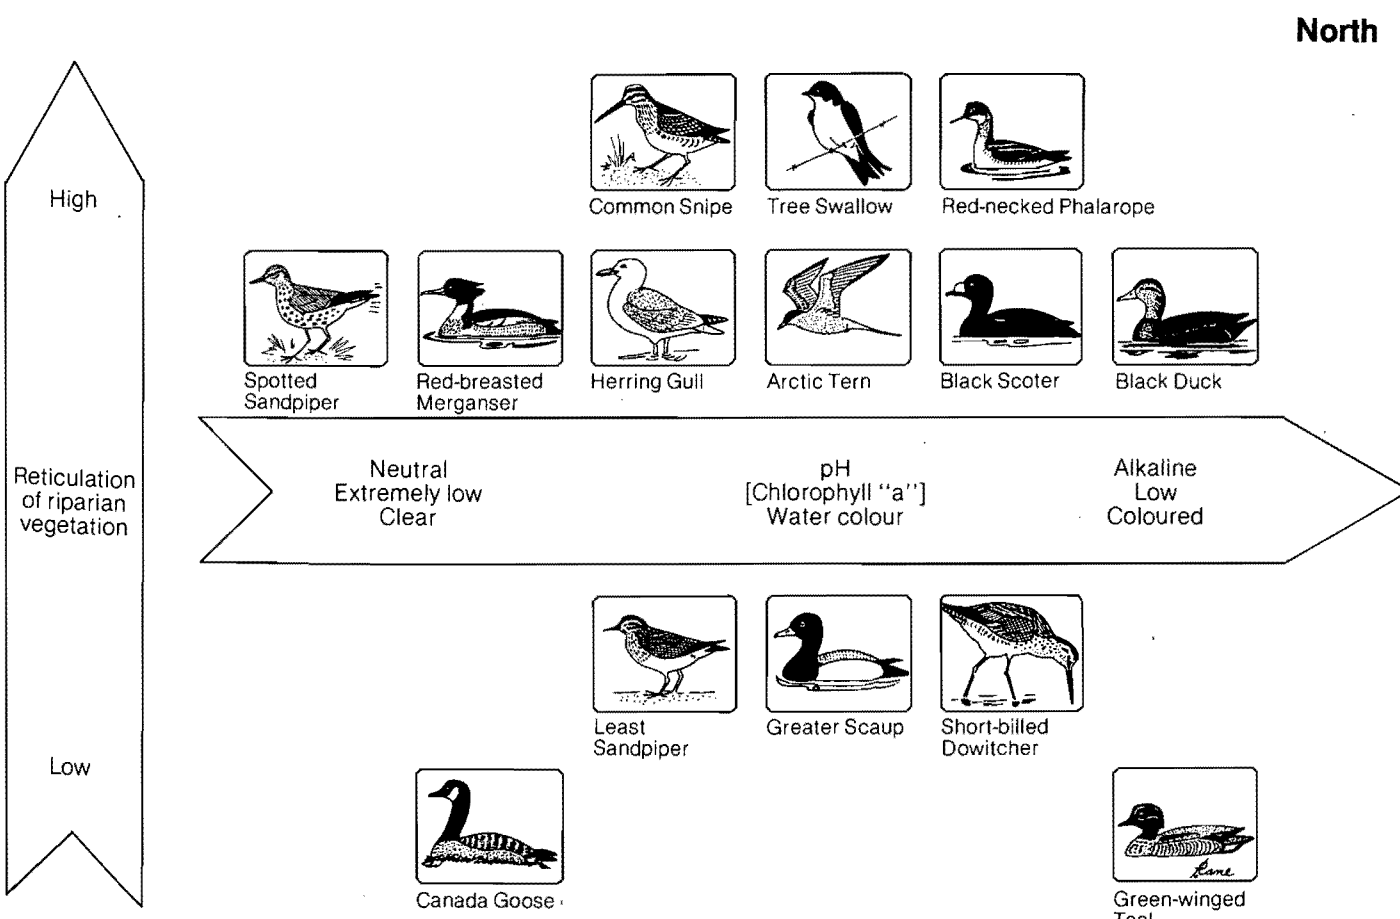 North
High
Common Snipe
Tree Swallow
Red-necked Phalarope
Spotted
Sandpiper
Red-breasted
Merganser
Herring Gull
Arctic Tern
Black Scoter
Black Duck
Reticulation
of riparian
vegetation
Neutral
Extremely low
Clear
pH
[Chlorophyll "a"]
Water colour
Alkaline
Low
Coloured
Least
Sandpiper
Greater Scaup
Short-billed
Dowitcher
Low
Canada Goose
Green-winged
Teal